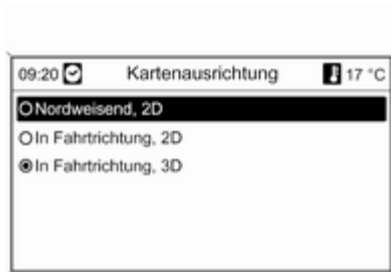 09:20 Kartenausrichtung 17 °C
Nordweisend, 2D
In Fahrtrichtung, 2D
In Fahrtrichtung, 3D